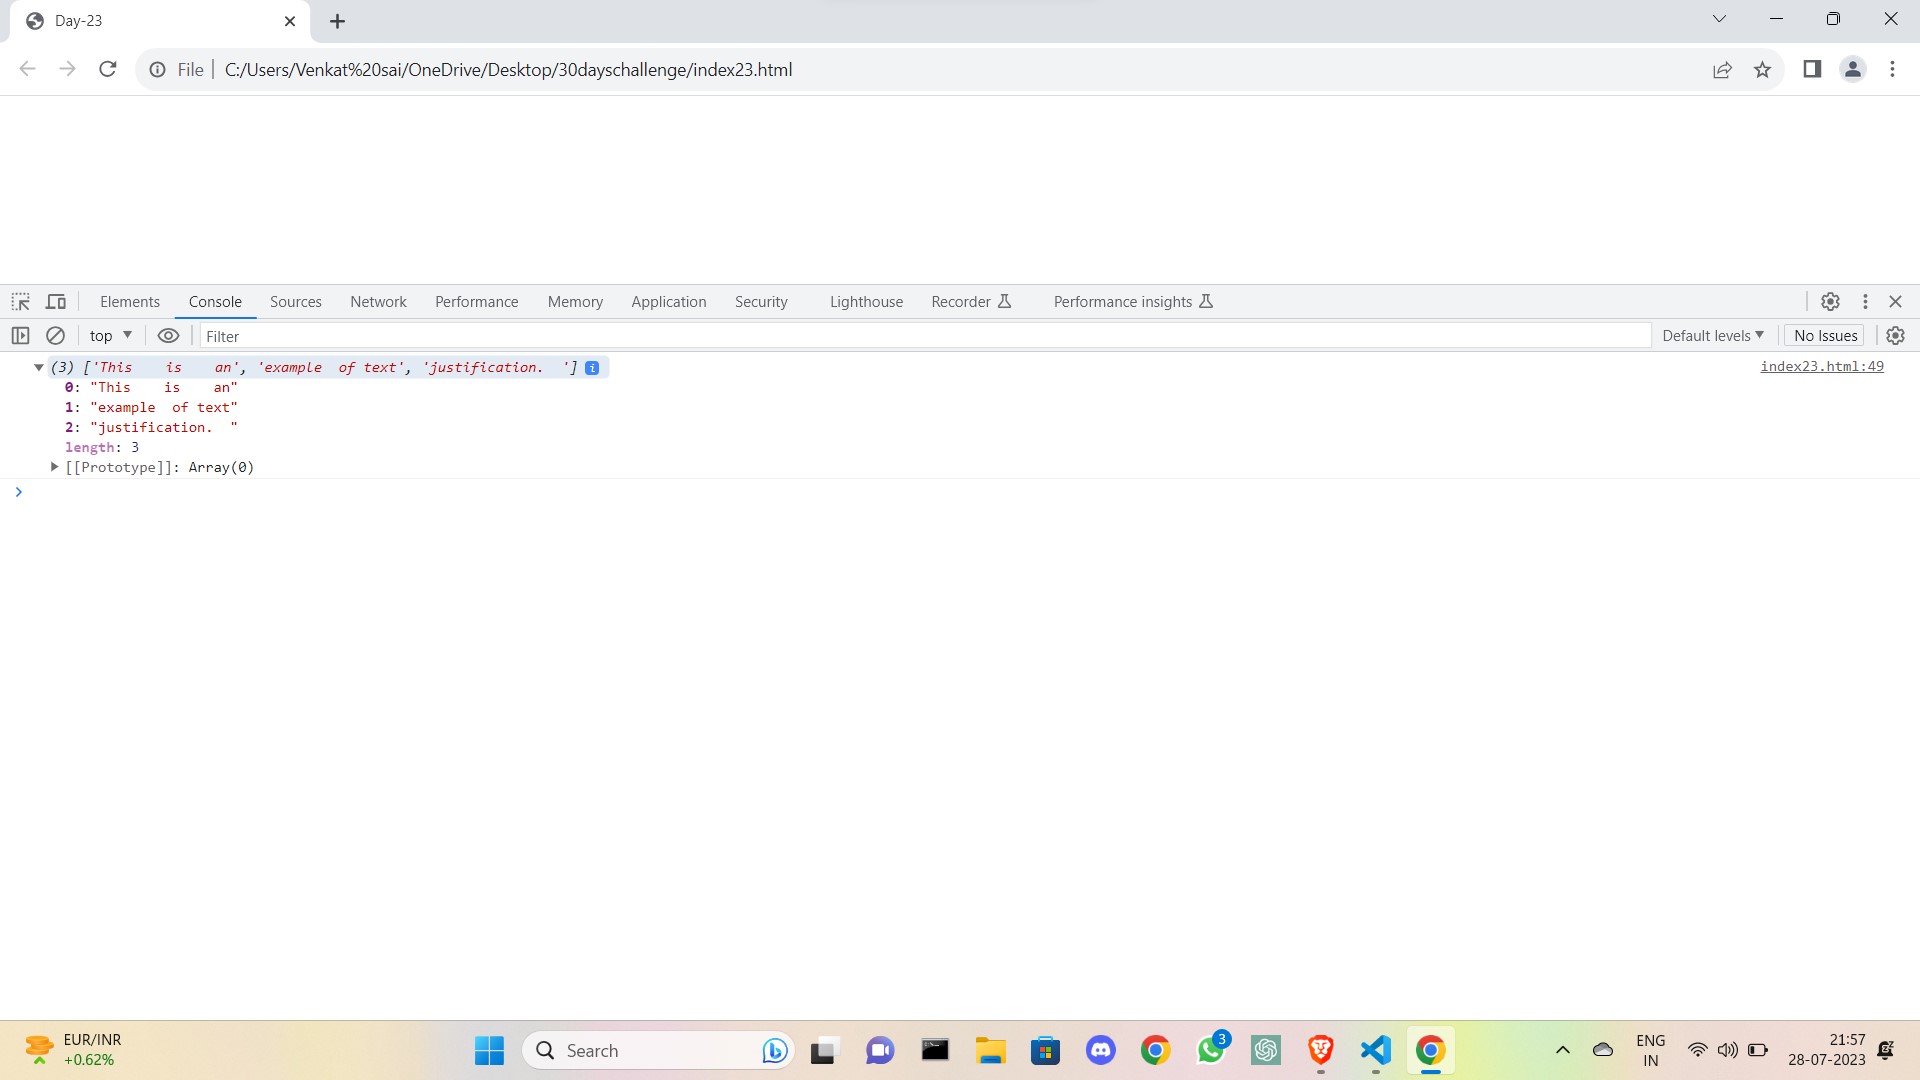 Day-23
File C:/Users/Venkat%20sai/OneDrive/Desktop/30dayschallenge/index23.html
Elements Console Sources Network Performance Memory Application Security Lighthouse Recorder Performance insights
top Filter Default levels No Issues
(3) ['This    is    an', 'example  of text', 'justification.  '] i index23.html:49
0: "This    is    an"
1: "example  of text"
2: "justification.  "
length: 3
[[Prototype]]: Array(0)
EUR/INR
+0.62%
Search
3
ENG
IN
21:57
28-07-2023